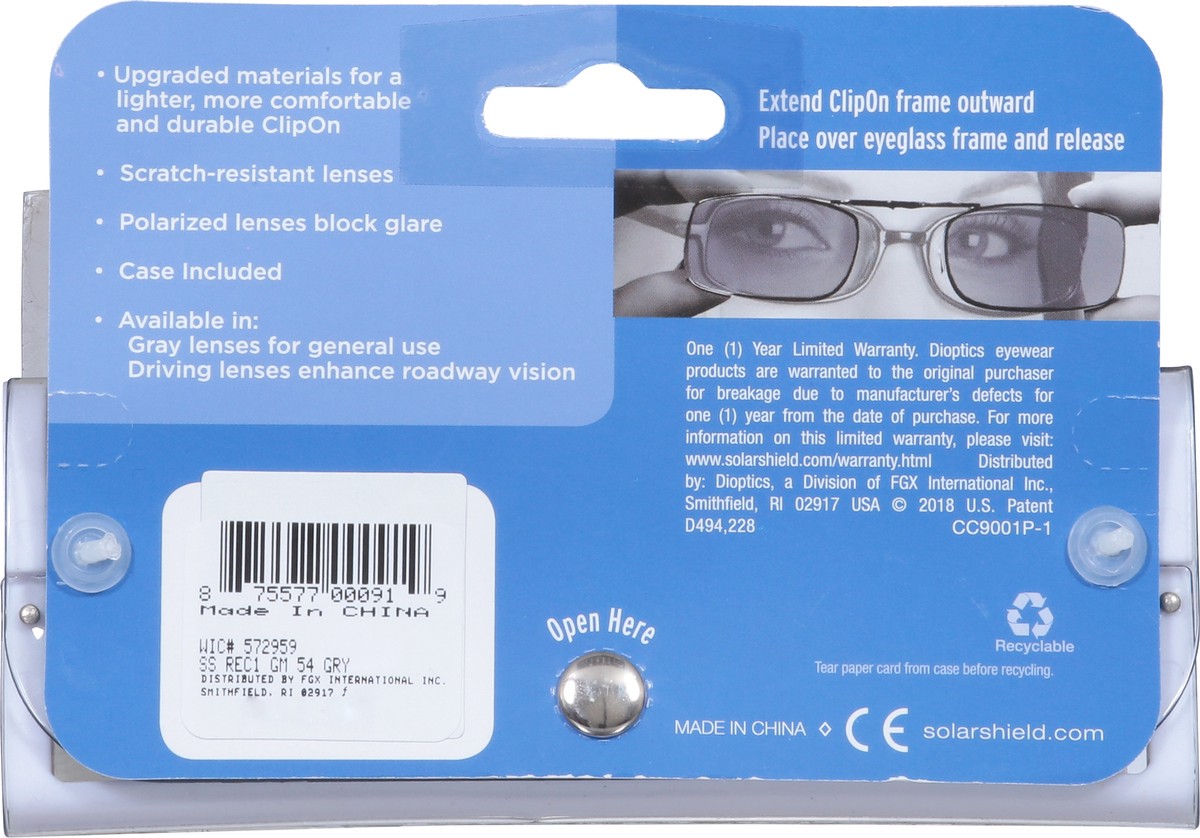 • Upgraded materials for a
lighter, more comfortable
and durable ClipOn
• Scratch-resistant lenses
• Polarized lenses block glare
• Case Included
• Available in:
Gray lenses for general use
Driving lenses enhance roadway vision
Extend ClipOn frame outward
Place over eyeglass frame and release
One (1) Year Limited Warranty. Dioptics eyewear
products are warranted to the original purchaser
for breakage due to manufacturer's defects for
one (1) year from the date of purchase. For more
information on this limited warranty, please visit:
www.solarshield.com/warranty.html Distributed
by: Dioptics, a Division of FGX International Inc.,
Smithfield, RI 02917 USA © 2018 U.S. Patent
D494,228 CC9001P-1
8 75577 00091 9
Made In CHINA
WIC# 572959
SS REC1 GM 54 GRY
DISTRIBUTED BY FGX INTERNATIONAL INC.
SMITHFIELD. RI 02917
Open Here
Recyclable
Tear paper card from case before recycling.
MADE IN CHINA ◇ CE solarshield.com